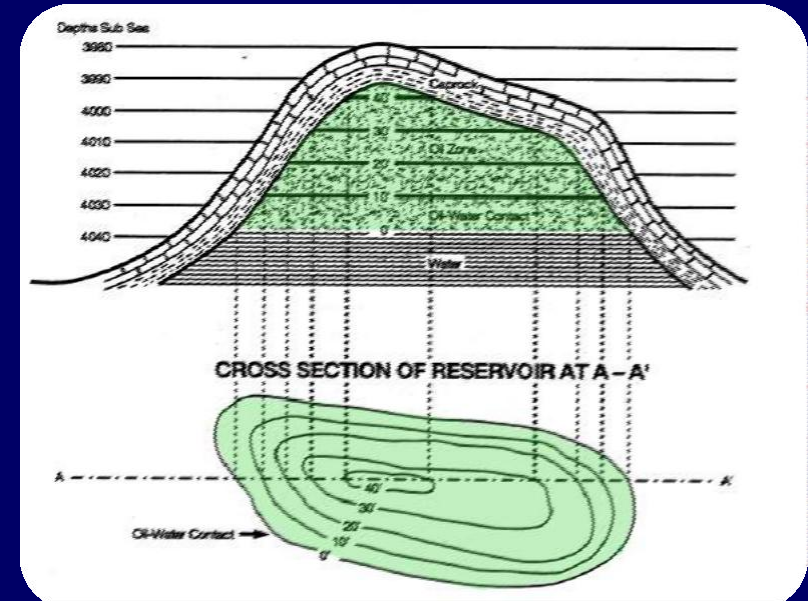 Depths Sub Sea
3980
3990
4000
4010
4020
4030
4040
Caprock
40'
30'
Oil Zone
20'
10'
Oil-Water Contact
0'
Water
CROSS SECTION OF RESERVOIR AT A – A'
A
A'
40'
30'
20'
10'
0'
Oil-Water Contact